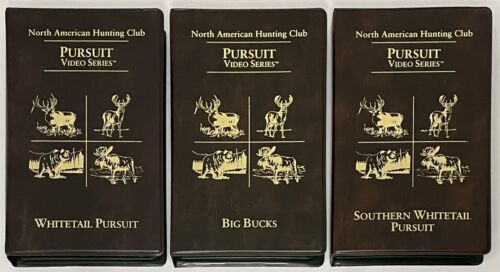 North American Hunting Club
PURSUIT
VIDEO SERIES™
WHITETAIL PURSUIT
North American Hunting Club
PURSUIT
VIDEO SERIES™
BIG BUCKS
North American Hunting Club
PURSUIT
VIDEO SERIES™
SOUTHERN WHITETAIL
PURSUIT